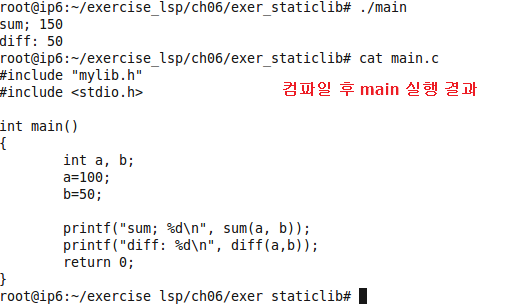 root@ip6:~/exercise_lsp/ch06/exer_staticlib# ./main
sum; 150
diff: 50
root@ip6:~/exercise_lsp/ch06/exer_staticlib# cat main.c
#include "mylib.h"
#include <stdio.h>
컴파일 후 main 실행 결과
int main()
{
        int a, b;
        a=100;
        b=50;
        printf("sum; %d\n", sum(a, b));
        printf("diff: %d\n", diff(a,b));
        return 0;
}
root@ip6:~/exercise_lsp/ch06/exer_staticlib#